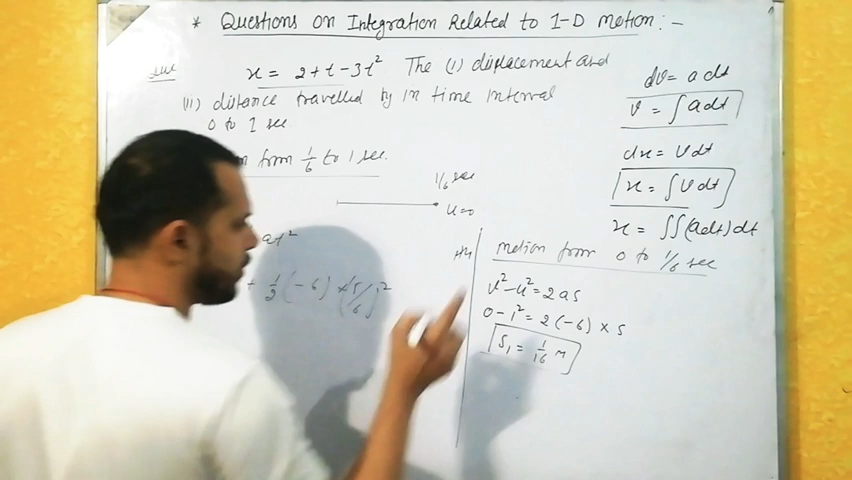 * Questions on Integration Related to 1-D motion:-
x = 2+t-3t² The (i) displacement and
(ii) distance travelled by in time interval
0 to 1 sec
from 1/6 to 1 sec.
1/6 sec
u=0
at²
+ 1/2 (-6) × (5/6)²
dv = a dt
v = ∫ a dt
dx = v dt
x = ∫ v dt
x = ∫∫(a dt) dt
motion from 0 to 1/6 sec
v²-u² = 2as
0-1² = 2(-6) × s
S₁ = 1/16 m